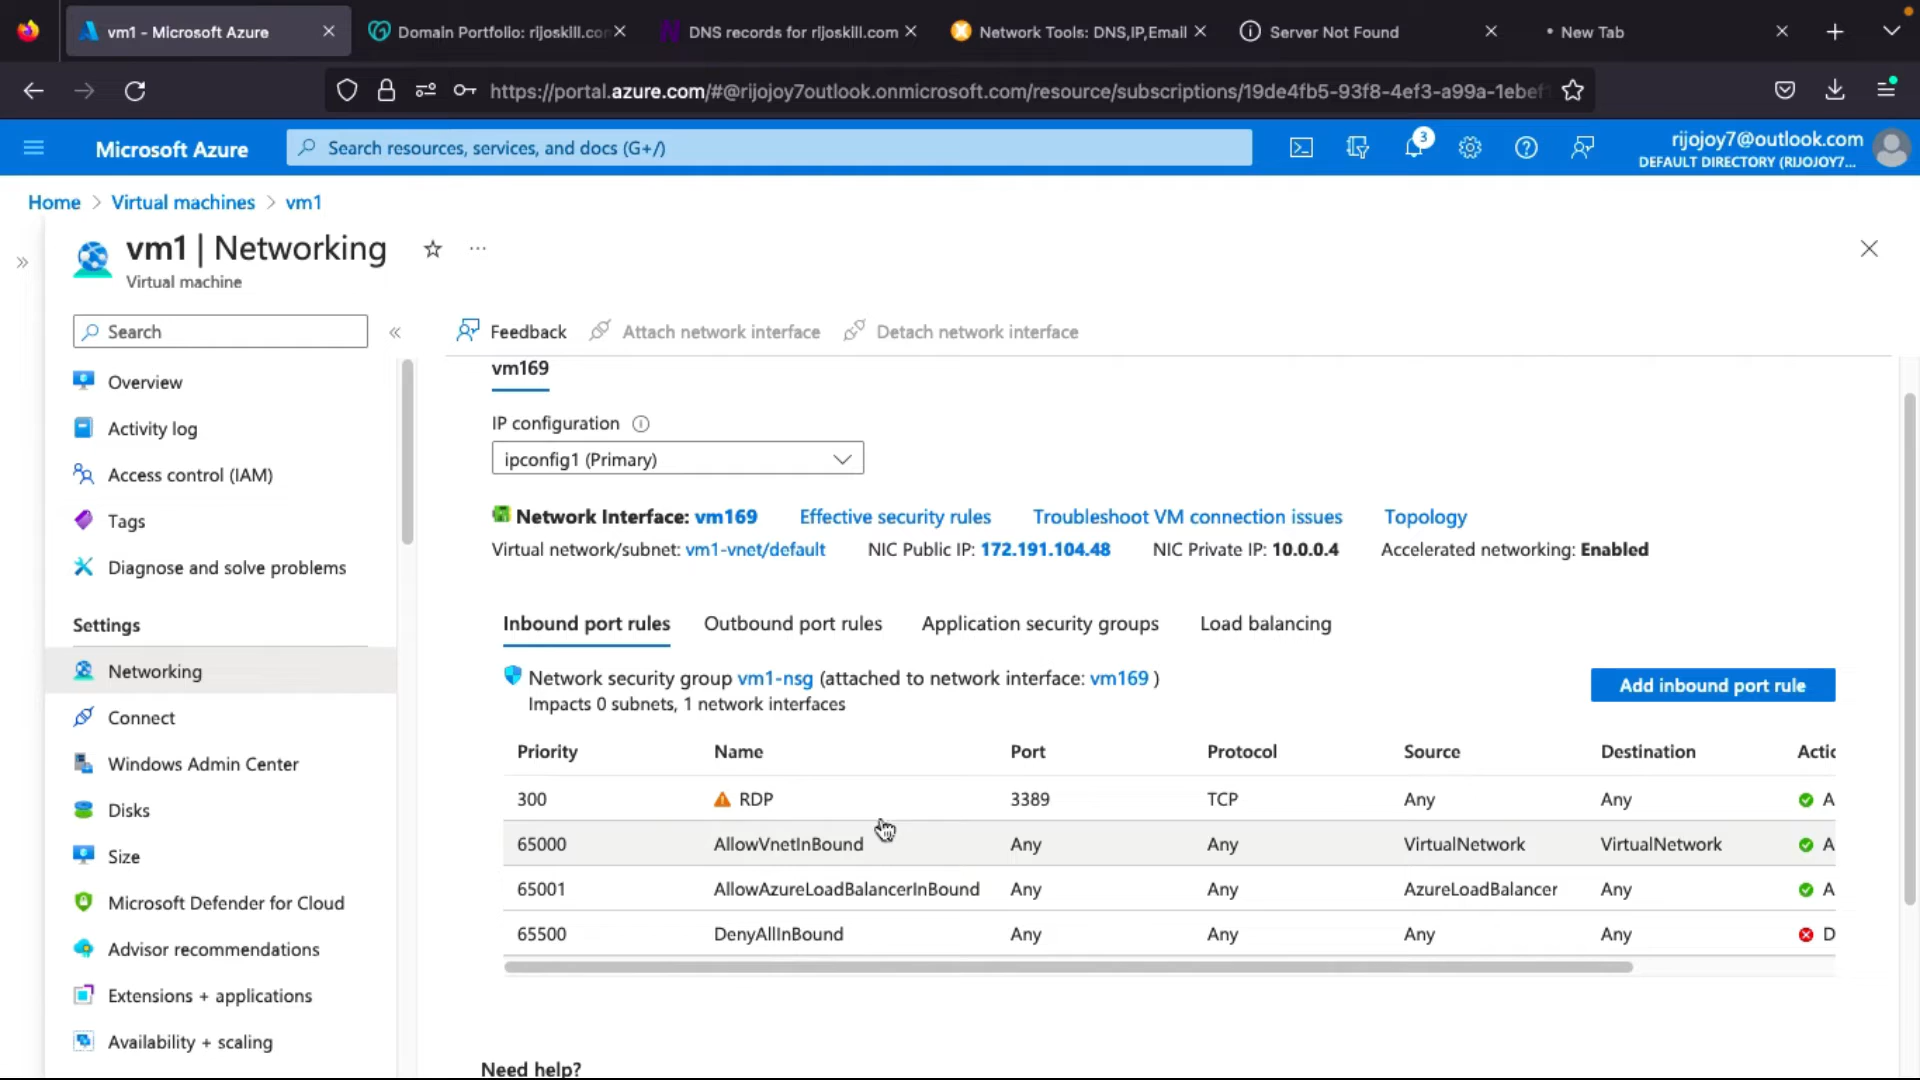 vm1 - Microsoft Azure
Domain Portfolio: rijoskill.con
DNS records for rijoskill.com
Network Tools: DNS,IP,Email
Server Not Found
New Tab
https://portal.azure.com/#@rijojoy7outlook.onmicrosoft.com/resource/subscriptions/19de4fb5-93f8-4ef3-a99a-1ebef
Microsoft Azure
Search resources, services, and docs (G+/)
3
rijojoy7@outlook.com
DEFAULT DIRECTORY (RIJOJOY7...
Home > Virtual machines > vm1
vm1 | Networking
Virtual machine
Search
Feedback
Attach network interface
Detach network interface
Overview
Activity log
Access control (IAM)
Tags
Diagnose and solve problems
Settings
Networking
Connect
Windows Admin Center
Disks
Size
Microsoft Defender for Cloud
Advisor recommendations
Extensions + applications
Availability + scaling
vm169
IP configuration
ipconfig1 (Primary)
Network Interface: vm169 Effective security rules Troubleshoot VM connection issues Topology
Virtual network/subnet: vm1-vnet/default NIC Public IP: 172.191.104.48 NIC Private IP: 10.0.0.4 Accelerated networking: Enabled
Inbound port rules Outbound port rules Application security groups Load balancing
Network security group vm1-nsg (attached to network interface: vm169 )
Impacts 0 subnets, 1 network interfaces
Add inbound port rule
Priority Name Port Protocol Source Destination Actic
300 RDP 3389 TCP Any Any A
65000 AllowVnetInBound Any Any VirtualNetwork VirtualNetwork A
65001 AllowAzureLoadBalancerInBound Any Any AzureLoadBalancer Any A
65500 DenyAllInBound Any Any Any Any D
Need help?